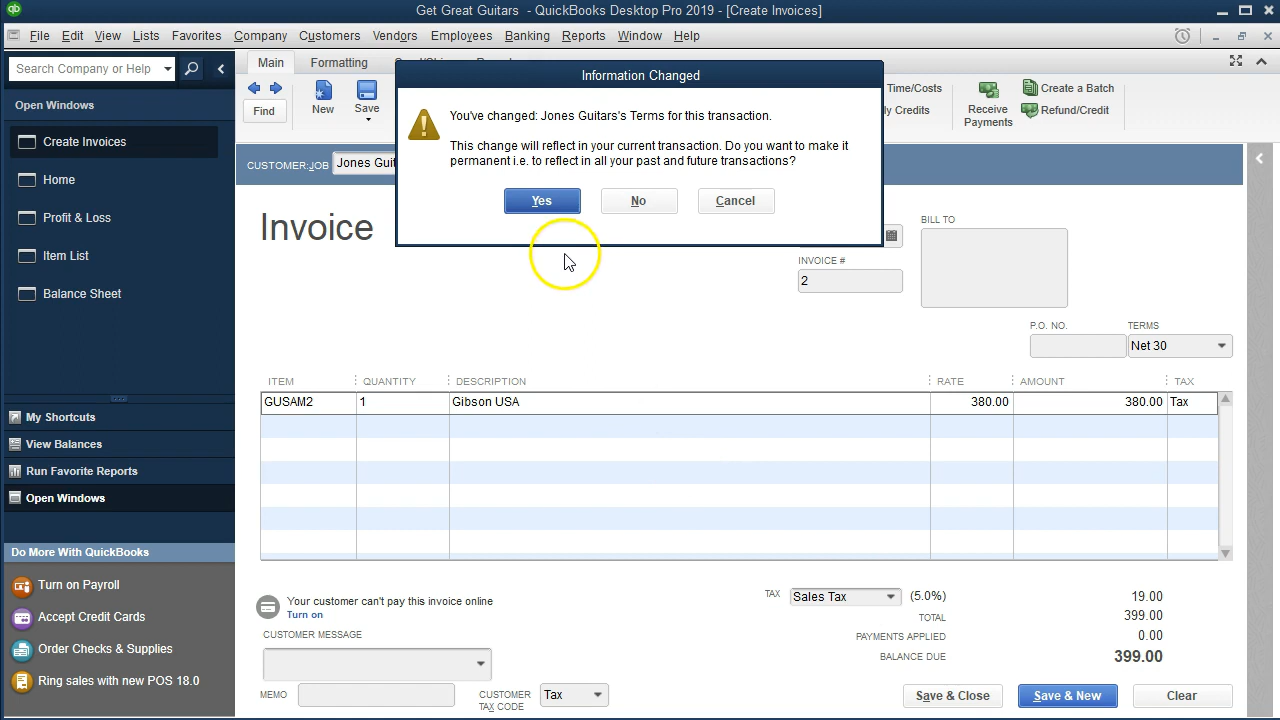 qb
Get Great Guitars - QuickBooks Desktop Pro 2019 - [Create Invoices]
File Edit View Lists Favorites Company Customers Vendors Employees Banking Reports Window Help
Search Company or Help
Open Windows
Create Invoices
Home
Profit & Loss
Item List
Balance Sheet
My Shortcuts
View Balances
Run Favorite Reports
Open Windows
Do More With QuickBooks
Turn on Payroll
Accept Credit Cards
Order Checks & Supplies
Ring sales with new POS 18.0
Main Formatting
Find
New
Save
Time/Costs
Credits
Receive
Payments
Create a Batch
Refund/Credit
Information Changed
You've changed: Jones Guitars's Terms for this transaction.
This change will reflect in your current transaction. Do you want to make it
permanent i.e. to reflect in all your past and future transactions?
Yes No Cancel
CUSTOMER:JOB Jones Guit
Invoice
INVOICE #
2
BILL TO
P.O. NO. TERMS
Net 30
ITEM QUANTITY DESCRIPTION RATE AMOUNT TAX
GUSAM2 1 Gibson USA 380.00 380.00 Tax
Your customer can't pay this invoice online
Turn on
CUSTOMER MESSAGE
MEMO
CUSTOMER
TAX CODE
Tax
TAX Sales Tax (5.0%) 19.00
TOTAL 399.00
PAYMENTS APPLIED 0.00
BALANCE DUE 399.00
Save & Close Save & New Clear